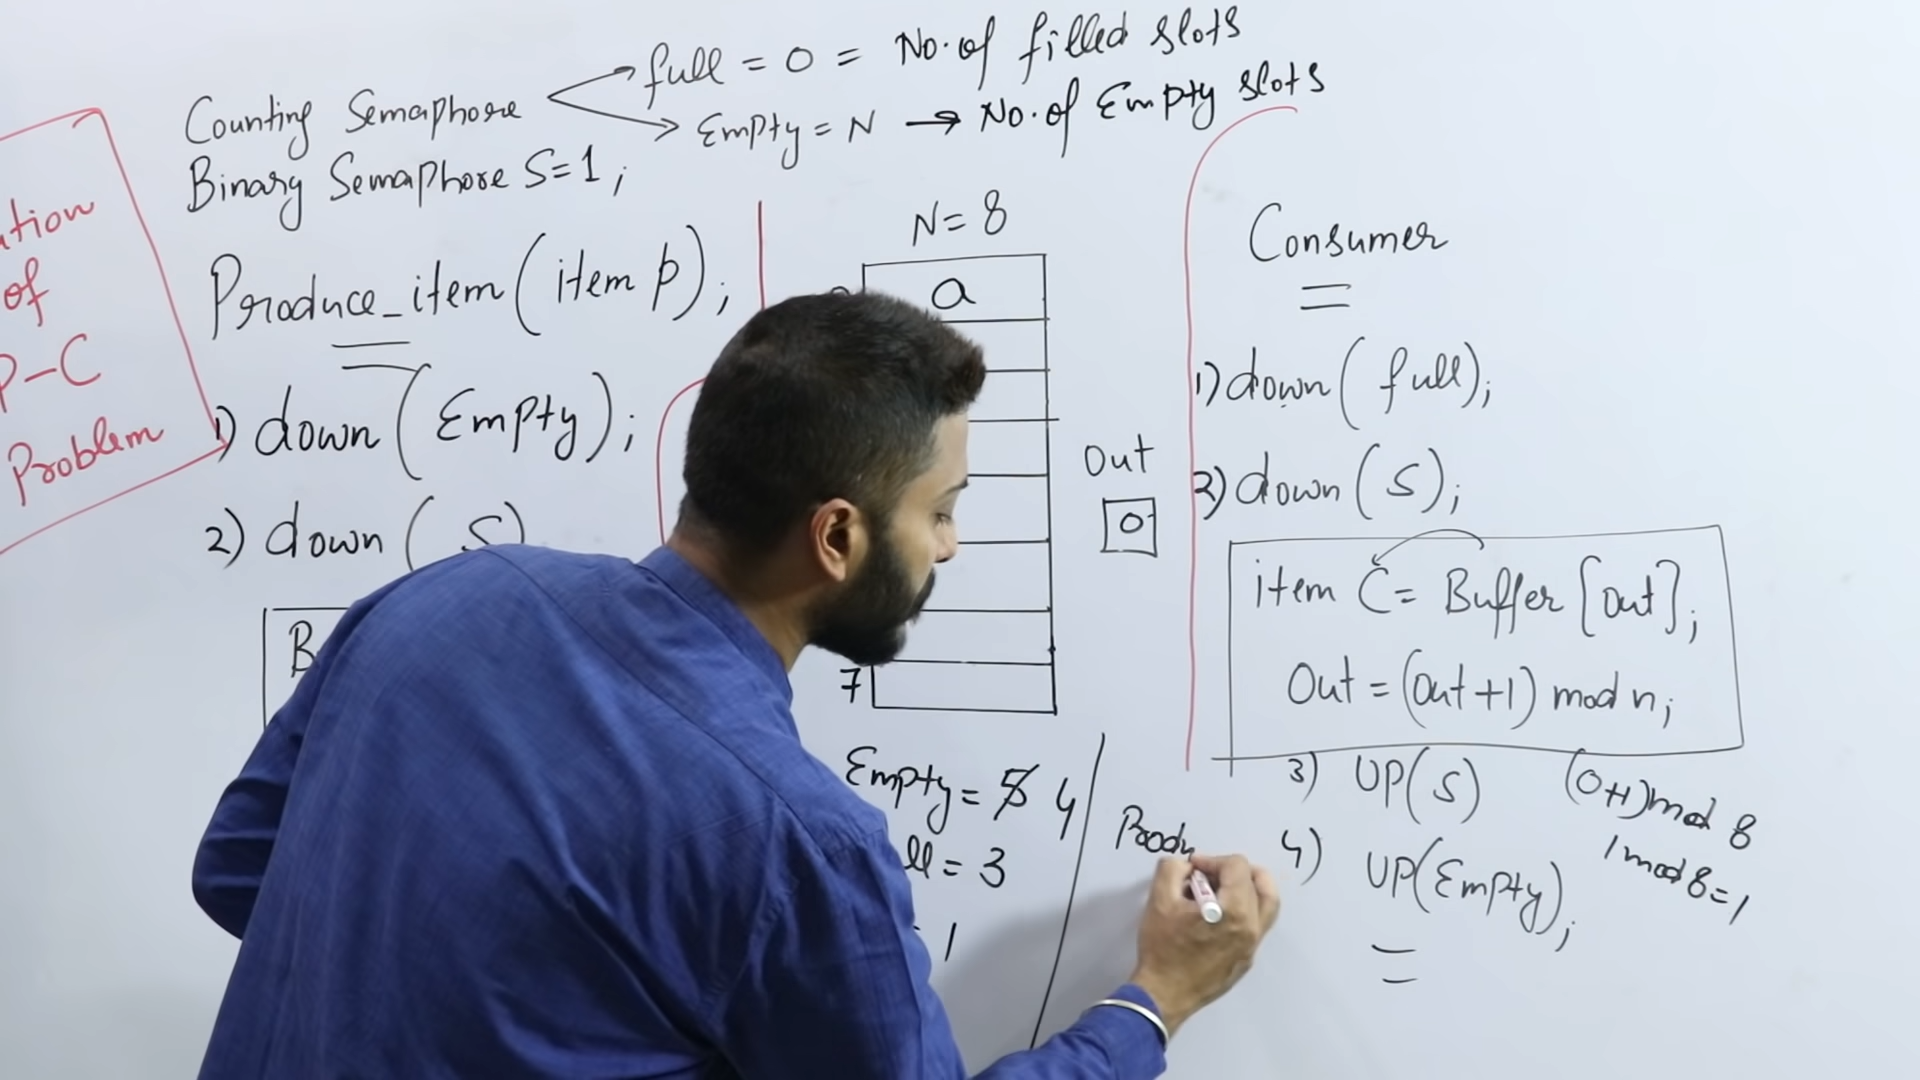 Counting Semaphore
full = 0 = No. of filled slots
Empty = N → No. of Empty slots
Binary Semaphore S=1;
ution
of
P-C
Problem
Produce_item(item p);
1) down(Empty);
2) down(S)
B
N=8
a
7
Out
0
Empty = 5 4
ll = 3
1
Produ
Consumer
1) down(full);
2) down(S);
item C= Buffer[out];
Out = (Out+1) mod n;
3) UP(S)
4) UP(Empty);
(0+1)mod 8
1 mod 8=1